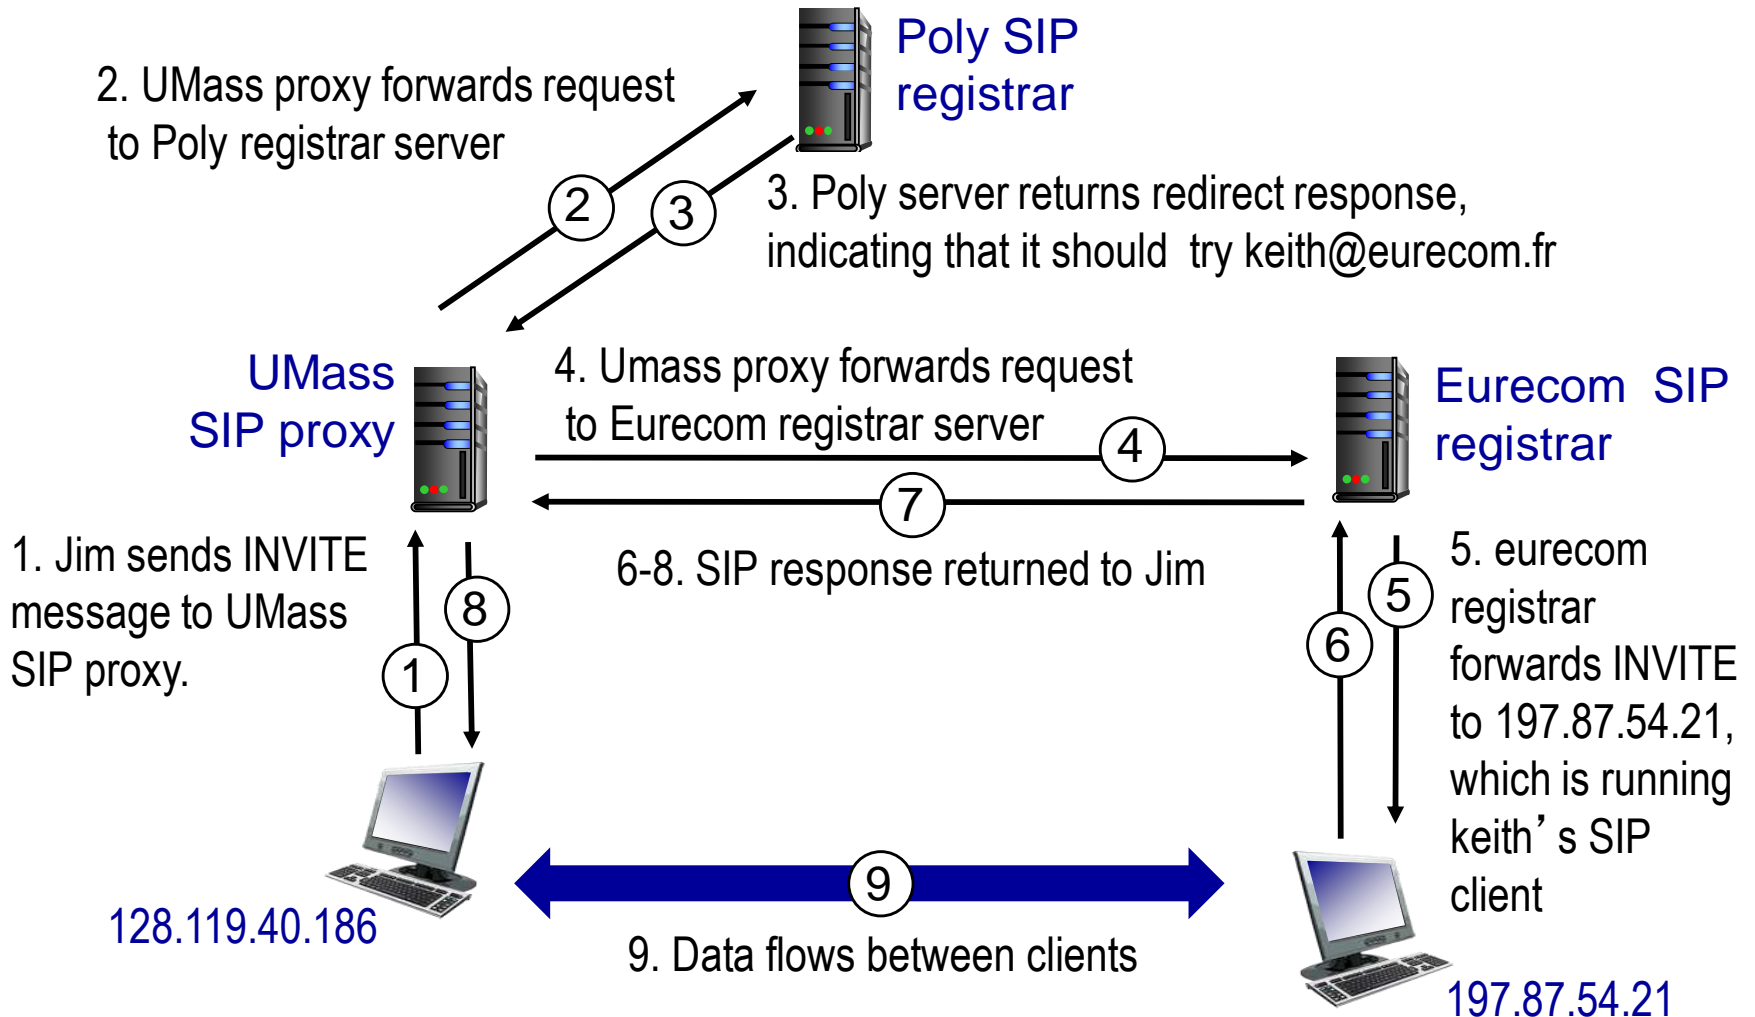 Poly SIP
registrar
2. UMass proxy forwards request
to Poly registrar server
2
3
3. Poly server returns redirect response,
indicating that it should try keith@eurecom.fr
UMass
SIP proxy
4. Umass proxy forwards request
to Eurecom registrar server
4
Eurecom SIP
registrar
7
1. Jim sends INVITE
message to UMass
SIP proxy.
1
8
6-8. SIP response returned to Jim
6
5
5. eurecom
registrar
forwards INVITE
to 197.87.54.21,
which is running
keith’ s SIP
client
9
128.119.40.186
9. Data flows between clients
197.87.54.21